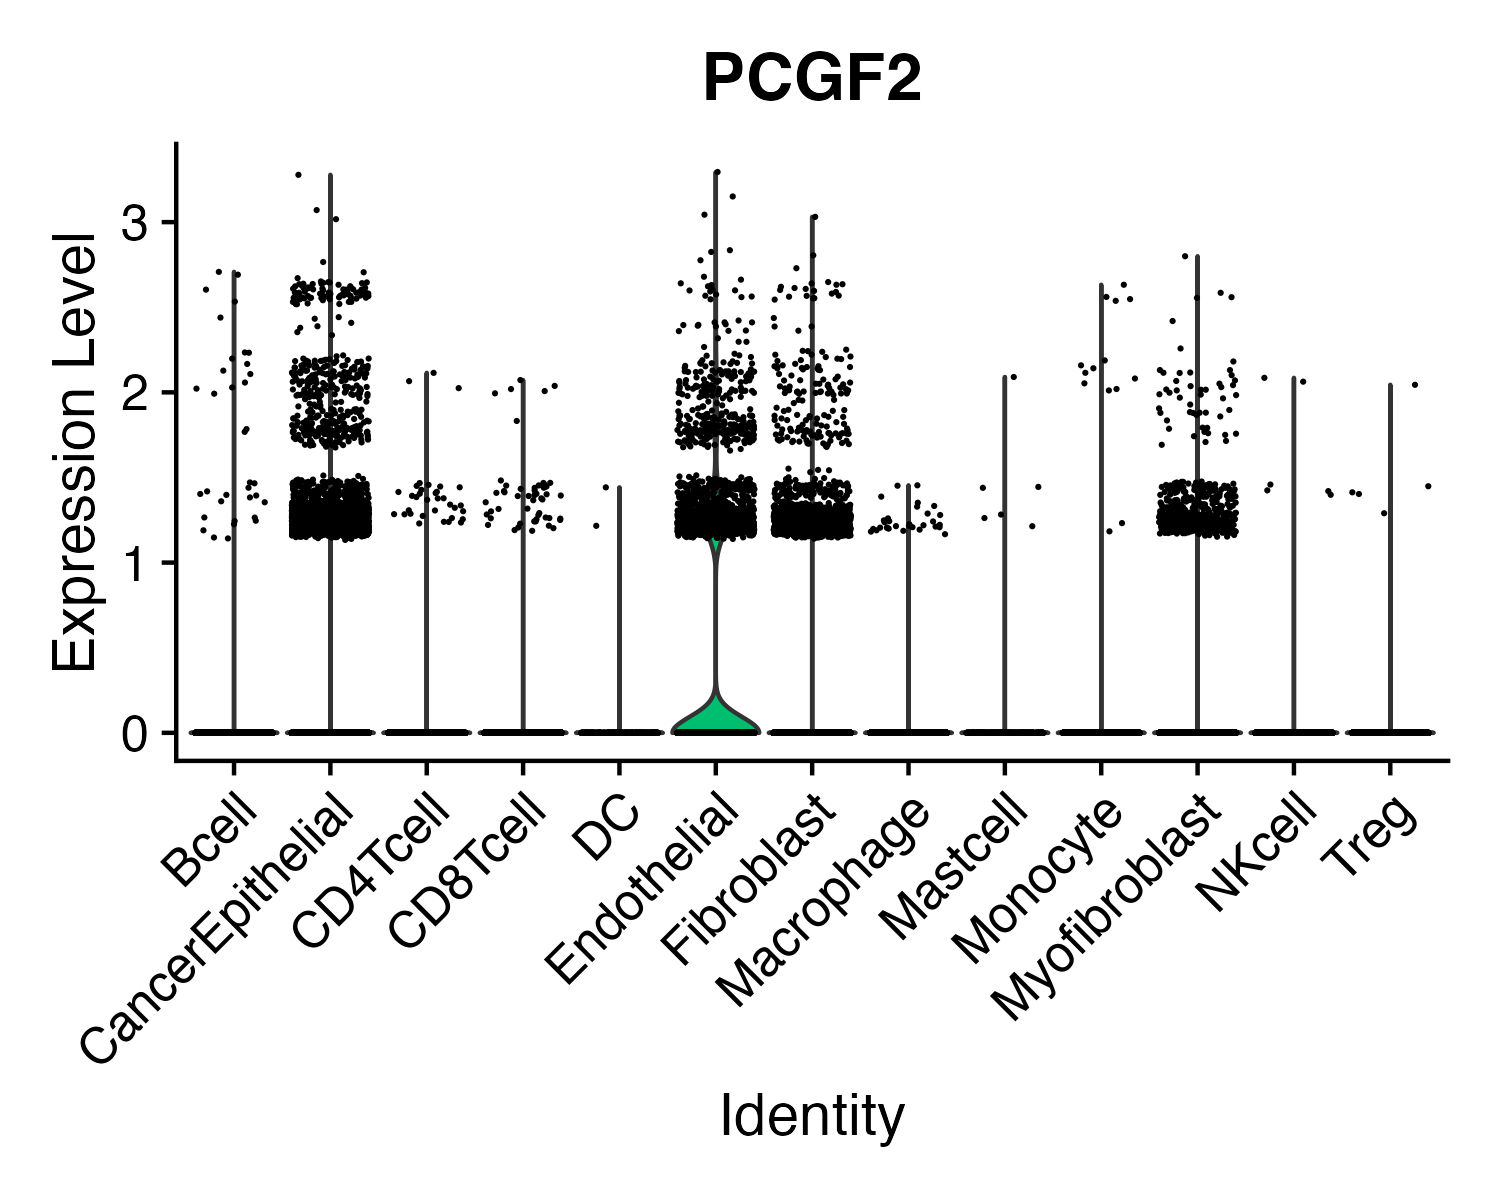 PCGF2
Expression Level
3
2
1
0
Bcell
CancerEpithelial
CD4Tcell
CD8Tcell
DC
Endothelial
Fibroblast
Macrophage
Mastcell
Monocyte
Myofibroblast
NKcell
Treg
Identity